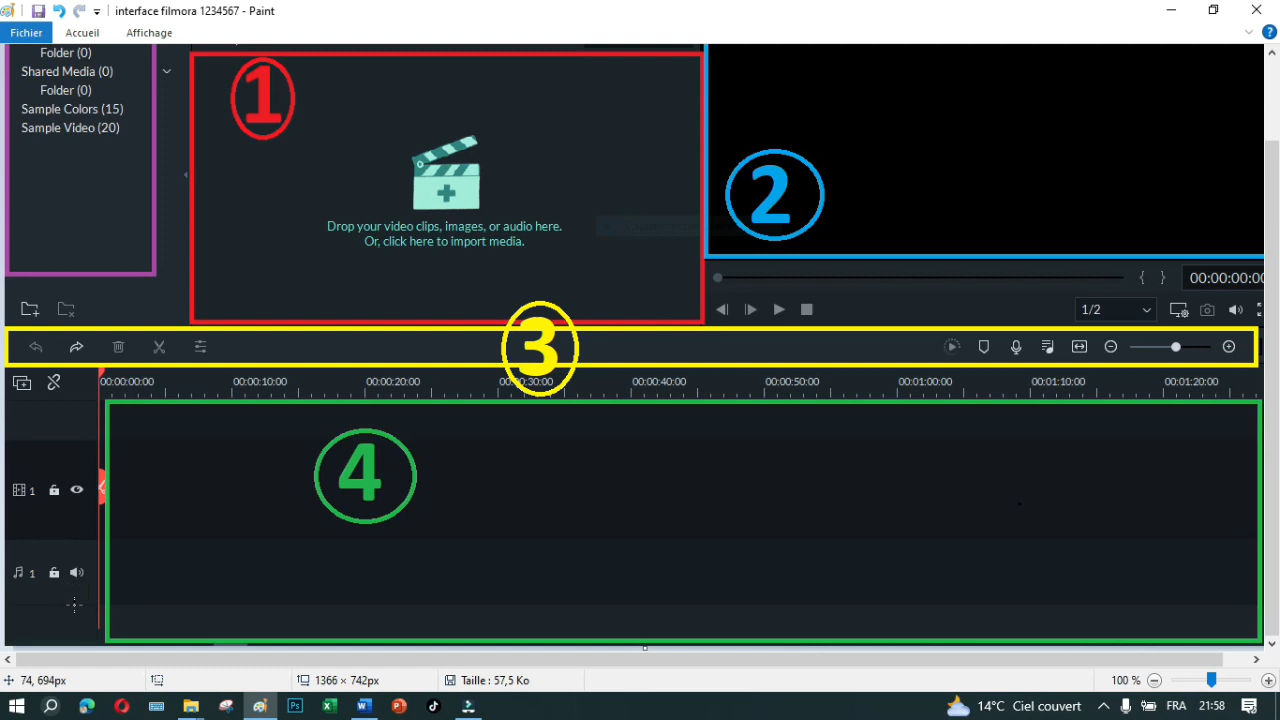 interface filmora 1234567 - Paint
Fichier Accueil Affichage
Folder (0)
Shared Media (0)
Folder (0)
Sample Colors (15)
Sample Video (20)
1
Drop your video clips, images, or audio here.
Or, click here to import media.
2
{ } 00:00:00:00
1/2
3
00:00:00:00 00:00:10:00 00:00:20:00 00:00:30:00 00:00:40:00 00:00:50:00 00:01:00:00 00:01:10:00 00:01:20:00
4
1
1
74, 694px 1366 × 742px Taille : 57,5 Ko 100 %
Ps X W P 14°C Ciel couvert FRA 21:58